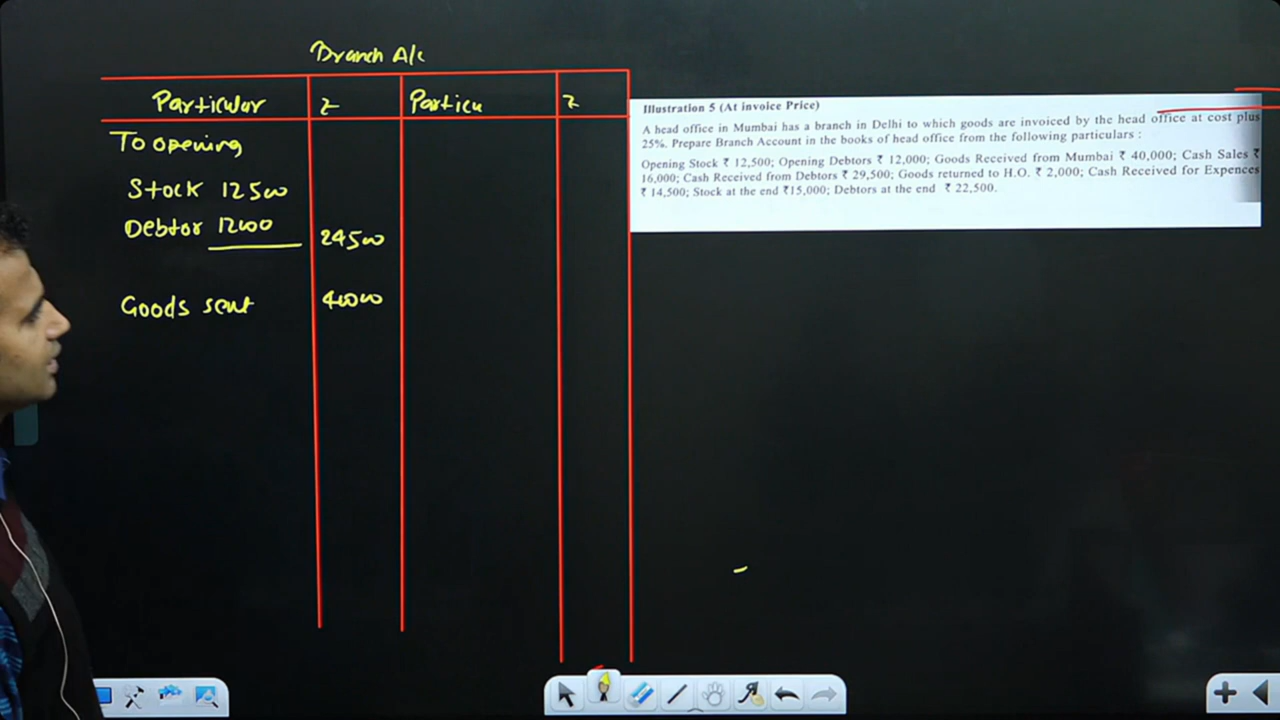 Branch A/c
Particular ₹ Particu ₹
To opening
Stock 12500
Debtor 12000 24500
Goods sent 40000
Illustration 5 (At invoice Price)
A head office in Mumbai has a branch in Delhi to which goods are invoiced by the head office at cost plus
25%. Prepare Branch Account in the books of head office from the following particulars :
Opening Stock ₹ 12,500; Opening Debtors ₹ 12,000; Goods Received from Mumbai ₹ 40,000; Cash Sales ₹
16,000; Cash Received from Debtors ₹ 29,500; Goods returned to H.O. ₹ 2,000; Cash Received for Expences
₹ 14,500; Stock at the end ₹15,000; Debtors at the end ₹ 22,500.